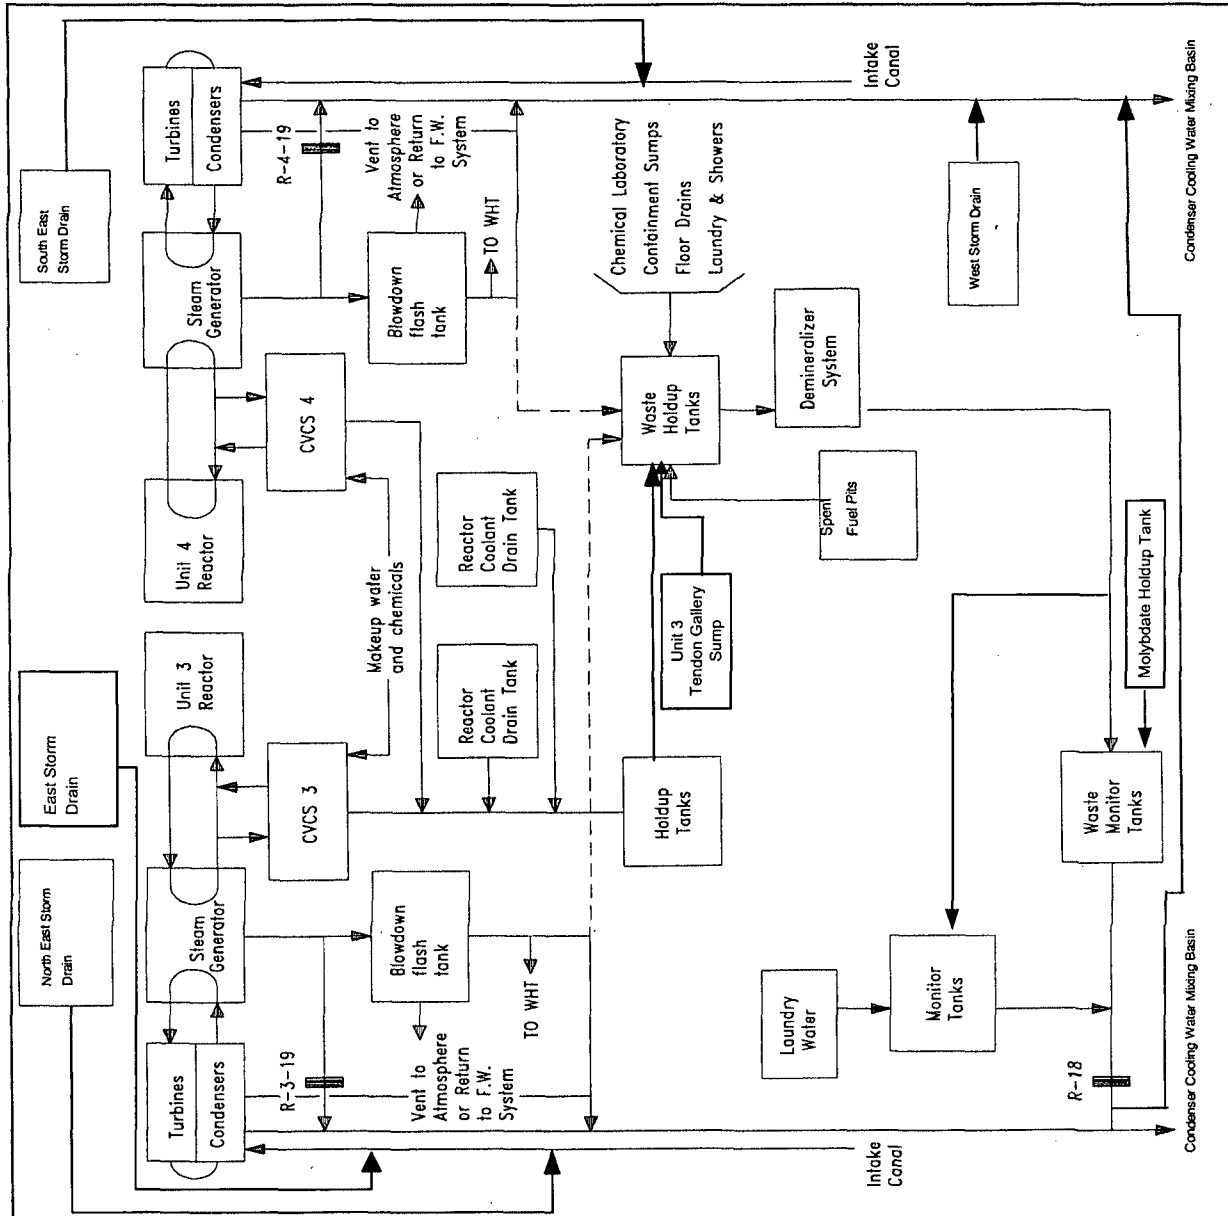 North East Storm
Drain
East Storm
Drain
South East
Storm Drain
Turbines
Condensers
Steam
Generator
Unit 3
Reactor
Unit 4
Reactor
Steam
Generator
Turbines
Condensers
R-3-19
CVCS 3
Makeup water
and chemicals
CVCS 4
R-4-19
Vent to
Atmosphere
or Return
to F.W.
System
Blowdown
flash
tank
Reactor
Coolant
Drain Tank
Reactor
Coolant
Drain Tank
Blowdown
flash
tank
Vent to
Atmosphere
or Return
to F.W.
System
TO WHT
TO WHT
Holdup
Tanks
Unit 3
Tendon Gallery
Sump
Waste
Holdup
Tanks
Chemical Laboratory
Containment Sumps
Floor Drains
Laundry & Showers
Spent
Fuel Pits
Demineralizer
System
Laundry
Water
Intake
Canal
Intake
Canal
Monitor
Tanks
West Storm Drain
R-18
Waste
Monitor
Tanks
Molybdate Holdup Tank
Condenser Cooling Water Mixing Basin
Condenser Cooling Water Mixing Basin